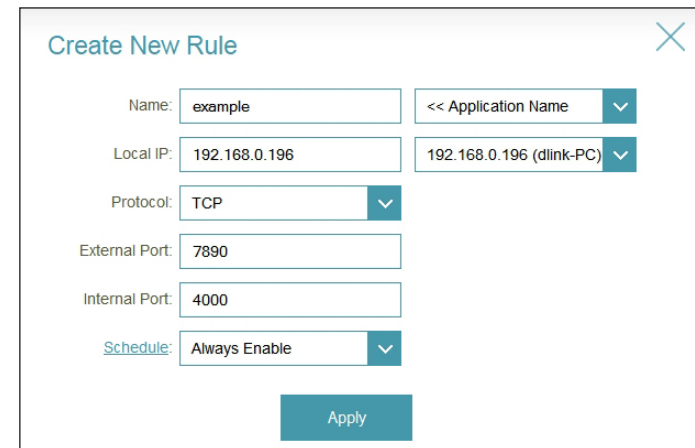 Create New Rule
Name: example << Application Name
Local IP: 192.168.0.196 192.168.0.196 (dlink-PC)
Protocol: TCP
External Port: 7890
Internal Port: 4000
Schedule: Always Enable
Apply